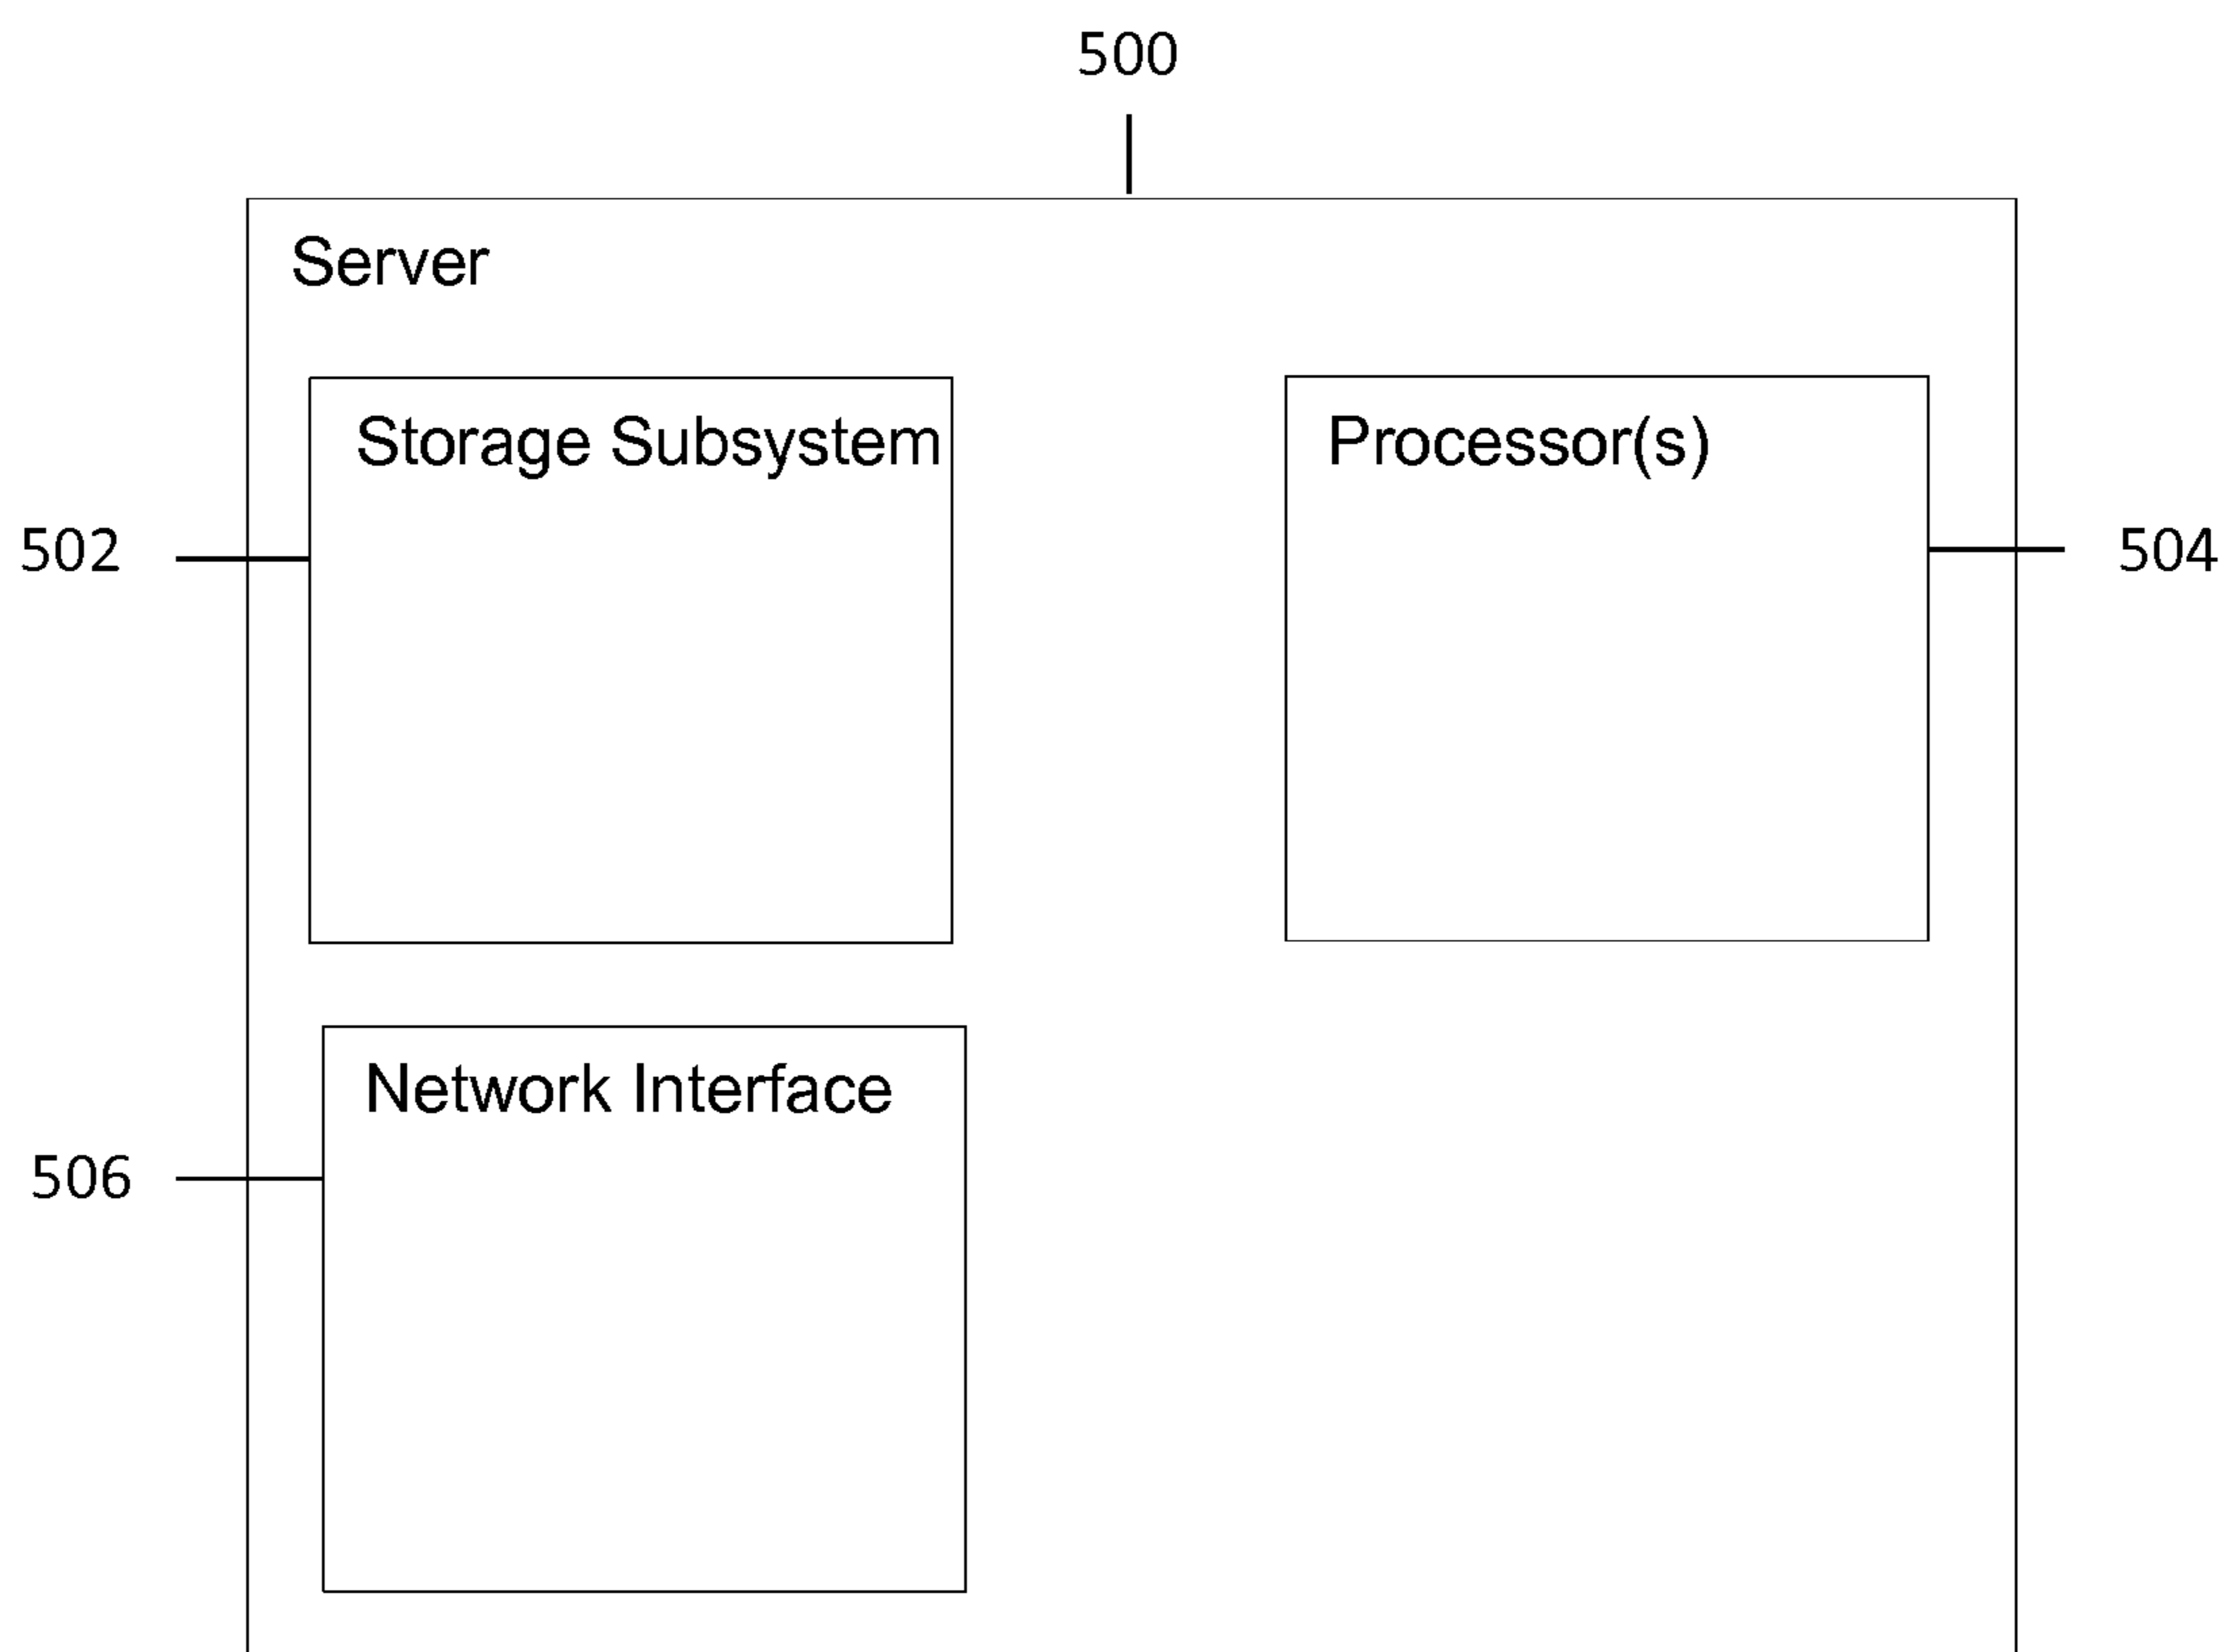 500
Server
Storage Subsystem
Processor(s)
502
504
Network Interface
506